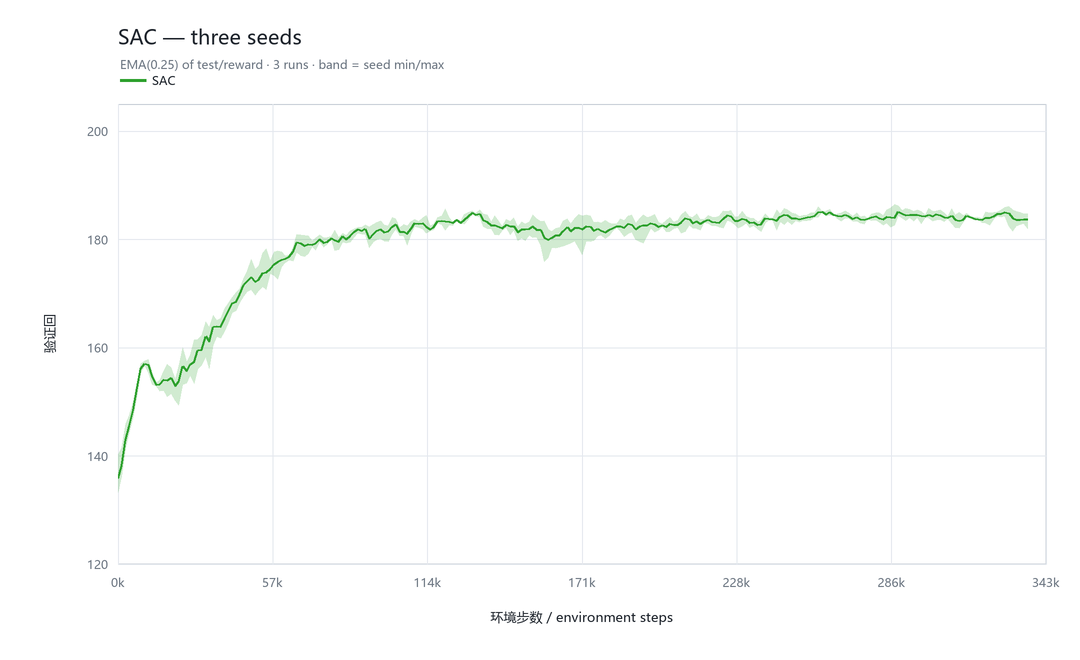 SAC — three seeds
EMA(0.25) of test/reward · 3 runs · band = seed min/max
SAC
200
180
160
140
120
验证回
0k
57k
114k
171k
228k
286k
343k
环境步数 / environment steps